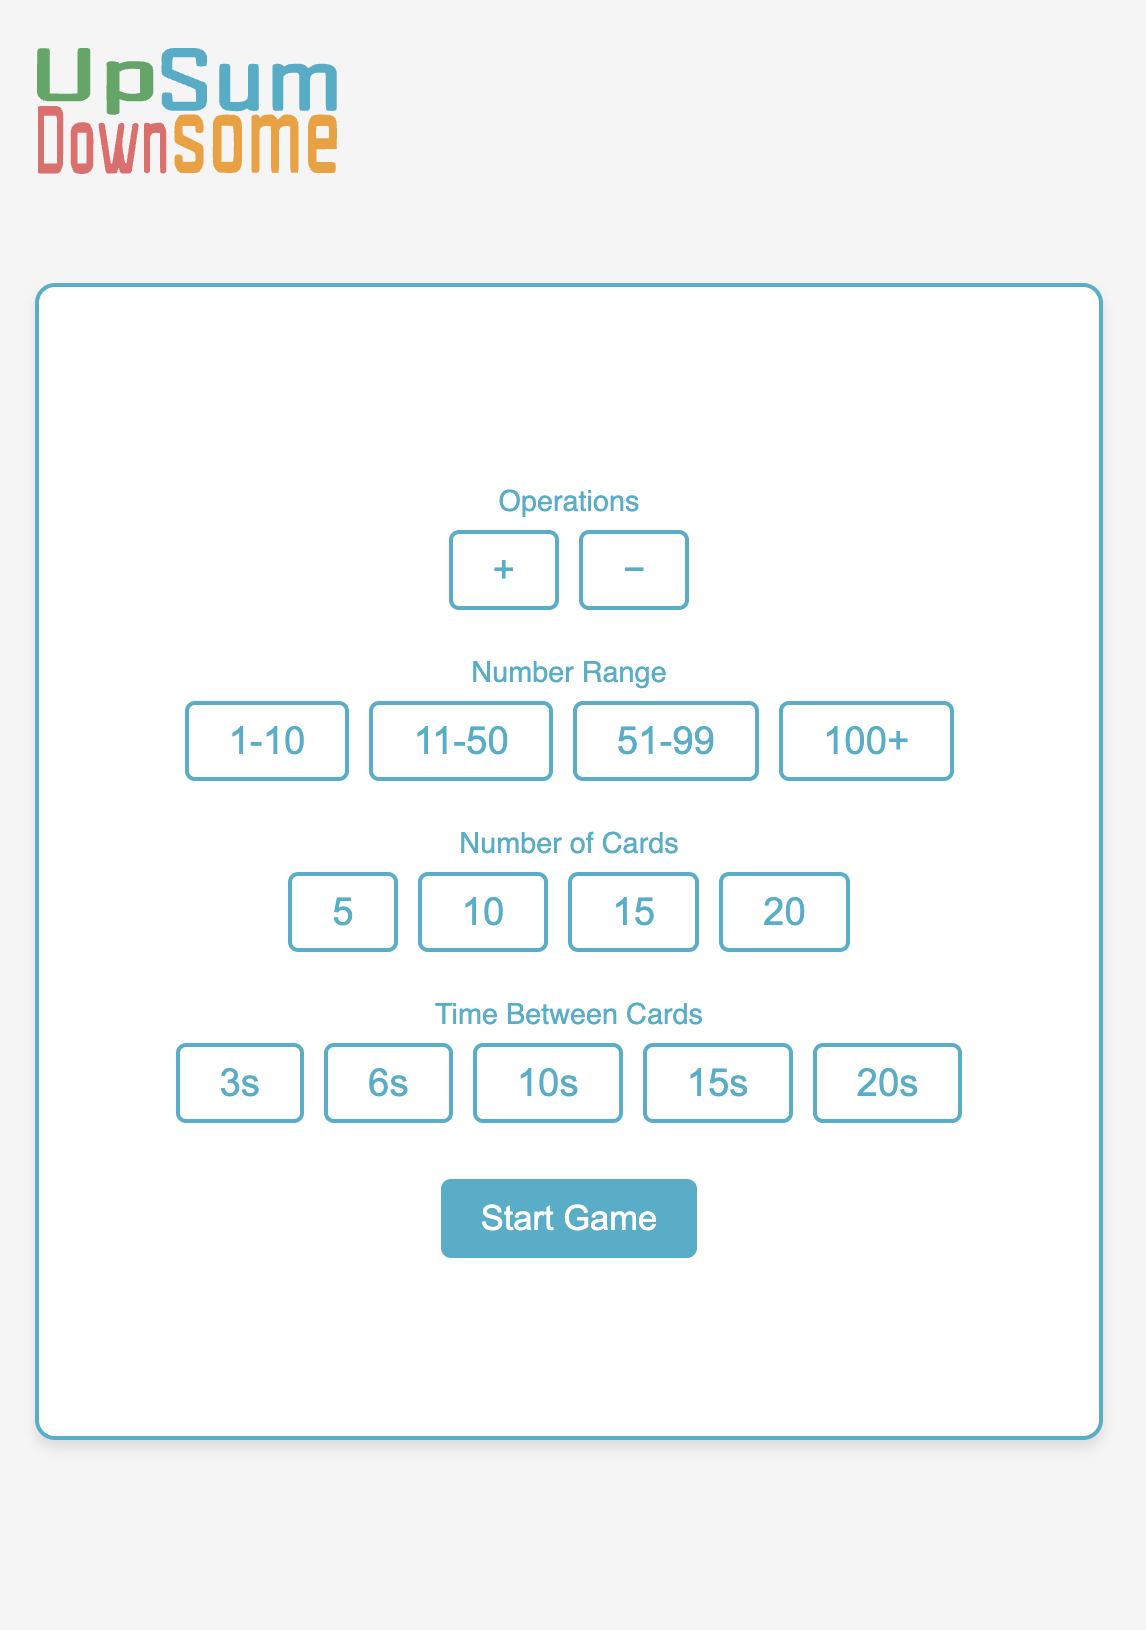 UpSum
Downsome
Operations
+ −
Number Range
1-10 11-50 51-99 100+
Number of Cards
5 10 15 20
Time Between Cards
3s 6s 10s 15s 20s
Start Game